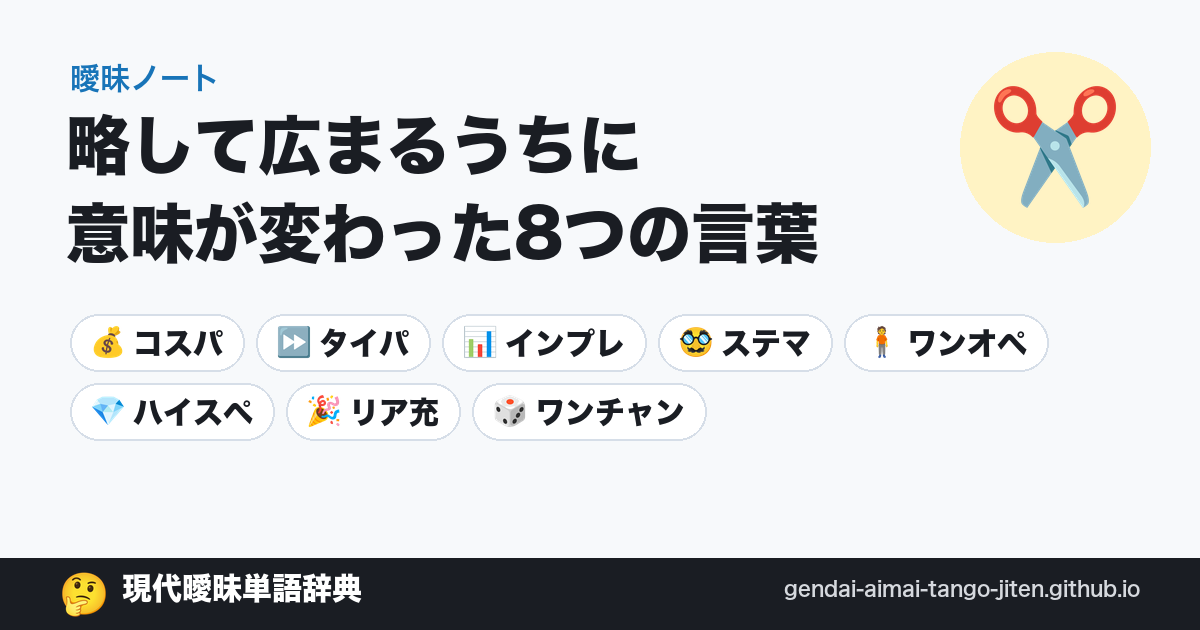 曖昧ノート
略して広まるうちに
意味が変わった8つの言葉
💰 コスパ ⏩ タイパ 📊 インプレ 🥸 ステマ 🧍 ワンオペ
💎 ハイスペ 🎉 リア充 🎲 ワンチャン
🤔 現代曖昧単語辞典 gendai-aimai-tango-jiten.github.io